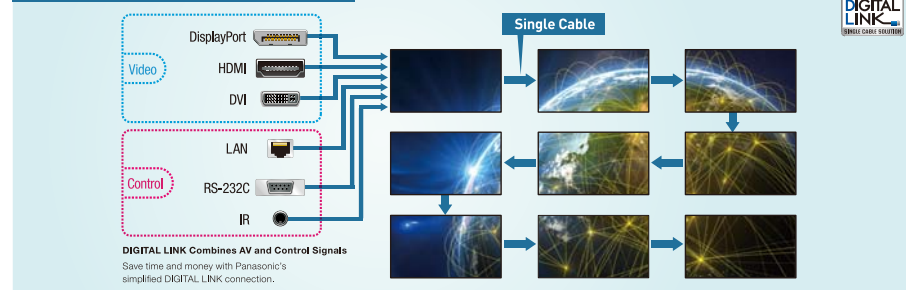 DIGITAL
LINK
SINGLE CABLE SOLUTION
Single Cable
DisplayPort
Video
HDMI
DVI
LAN
Control
RS-232C
IR
DIGITAL LINK Combines AV and Control Signals
Save time and money with Panasonic's
simplified DIGITAL LINK connection.